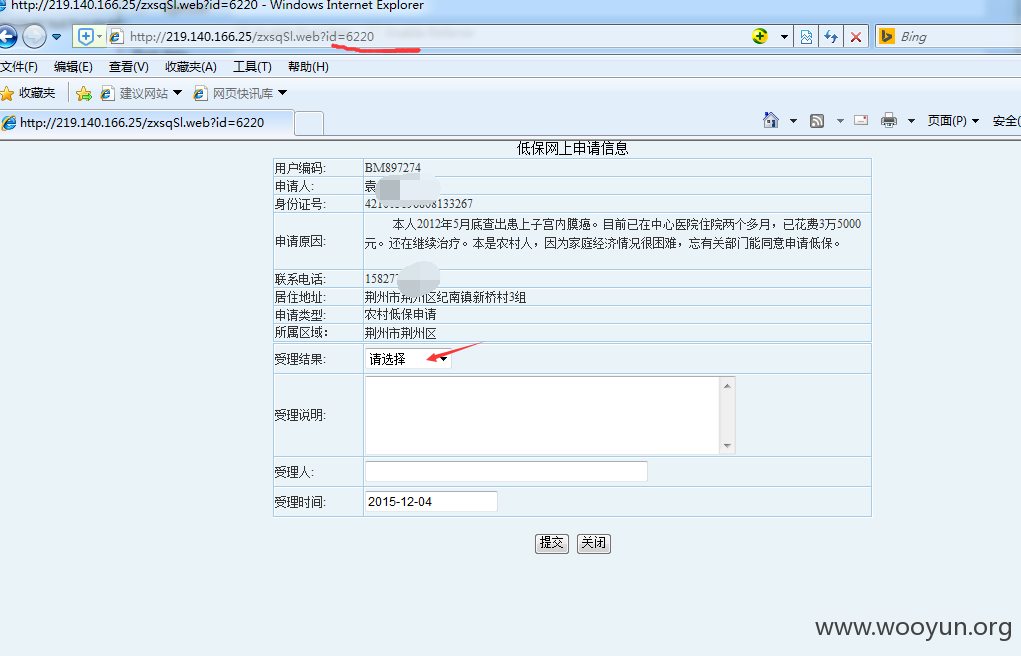 http://219.140.166.25/zxsqSl.web?id=6220 - Windows Internet Explorer
http://219.140.166.25/zxsqSl.web?id=6220
Bing
文件(F) 编辑(E) 查看(V) 收藏夹(A) 工具(T) 帮助(H)
收藏夹 建议网站 网页快讯库
http://219.140.166.25/zxsqSl.web?id=6220 页面(P) 安全(
低保网上申请信息
用户编码: BM897274
申请人: 袁
身份证号:
申请原因: 本人2012年5月底查出患上子宫内膜癌。目前已在中心医院住院两个多月，已花费3万5000
元。还在继续治疗。本是农村人，因为家庭经济情况很困难，忘有关部门能同意申请低保。
联系电话: 15827
居住地址: 荆州市荆州区纪南镇新桥村3组
申请类型: 农村低保申请
所属区域: 荆州市荆州区
受理结果: 请选择
受理说明:
受理人:
受理时间: 2015-12-04
提交 关闭
www.wooyun.org